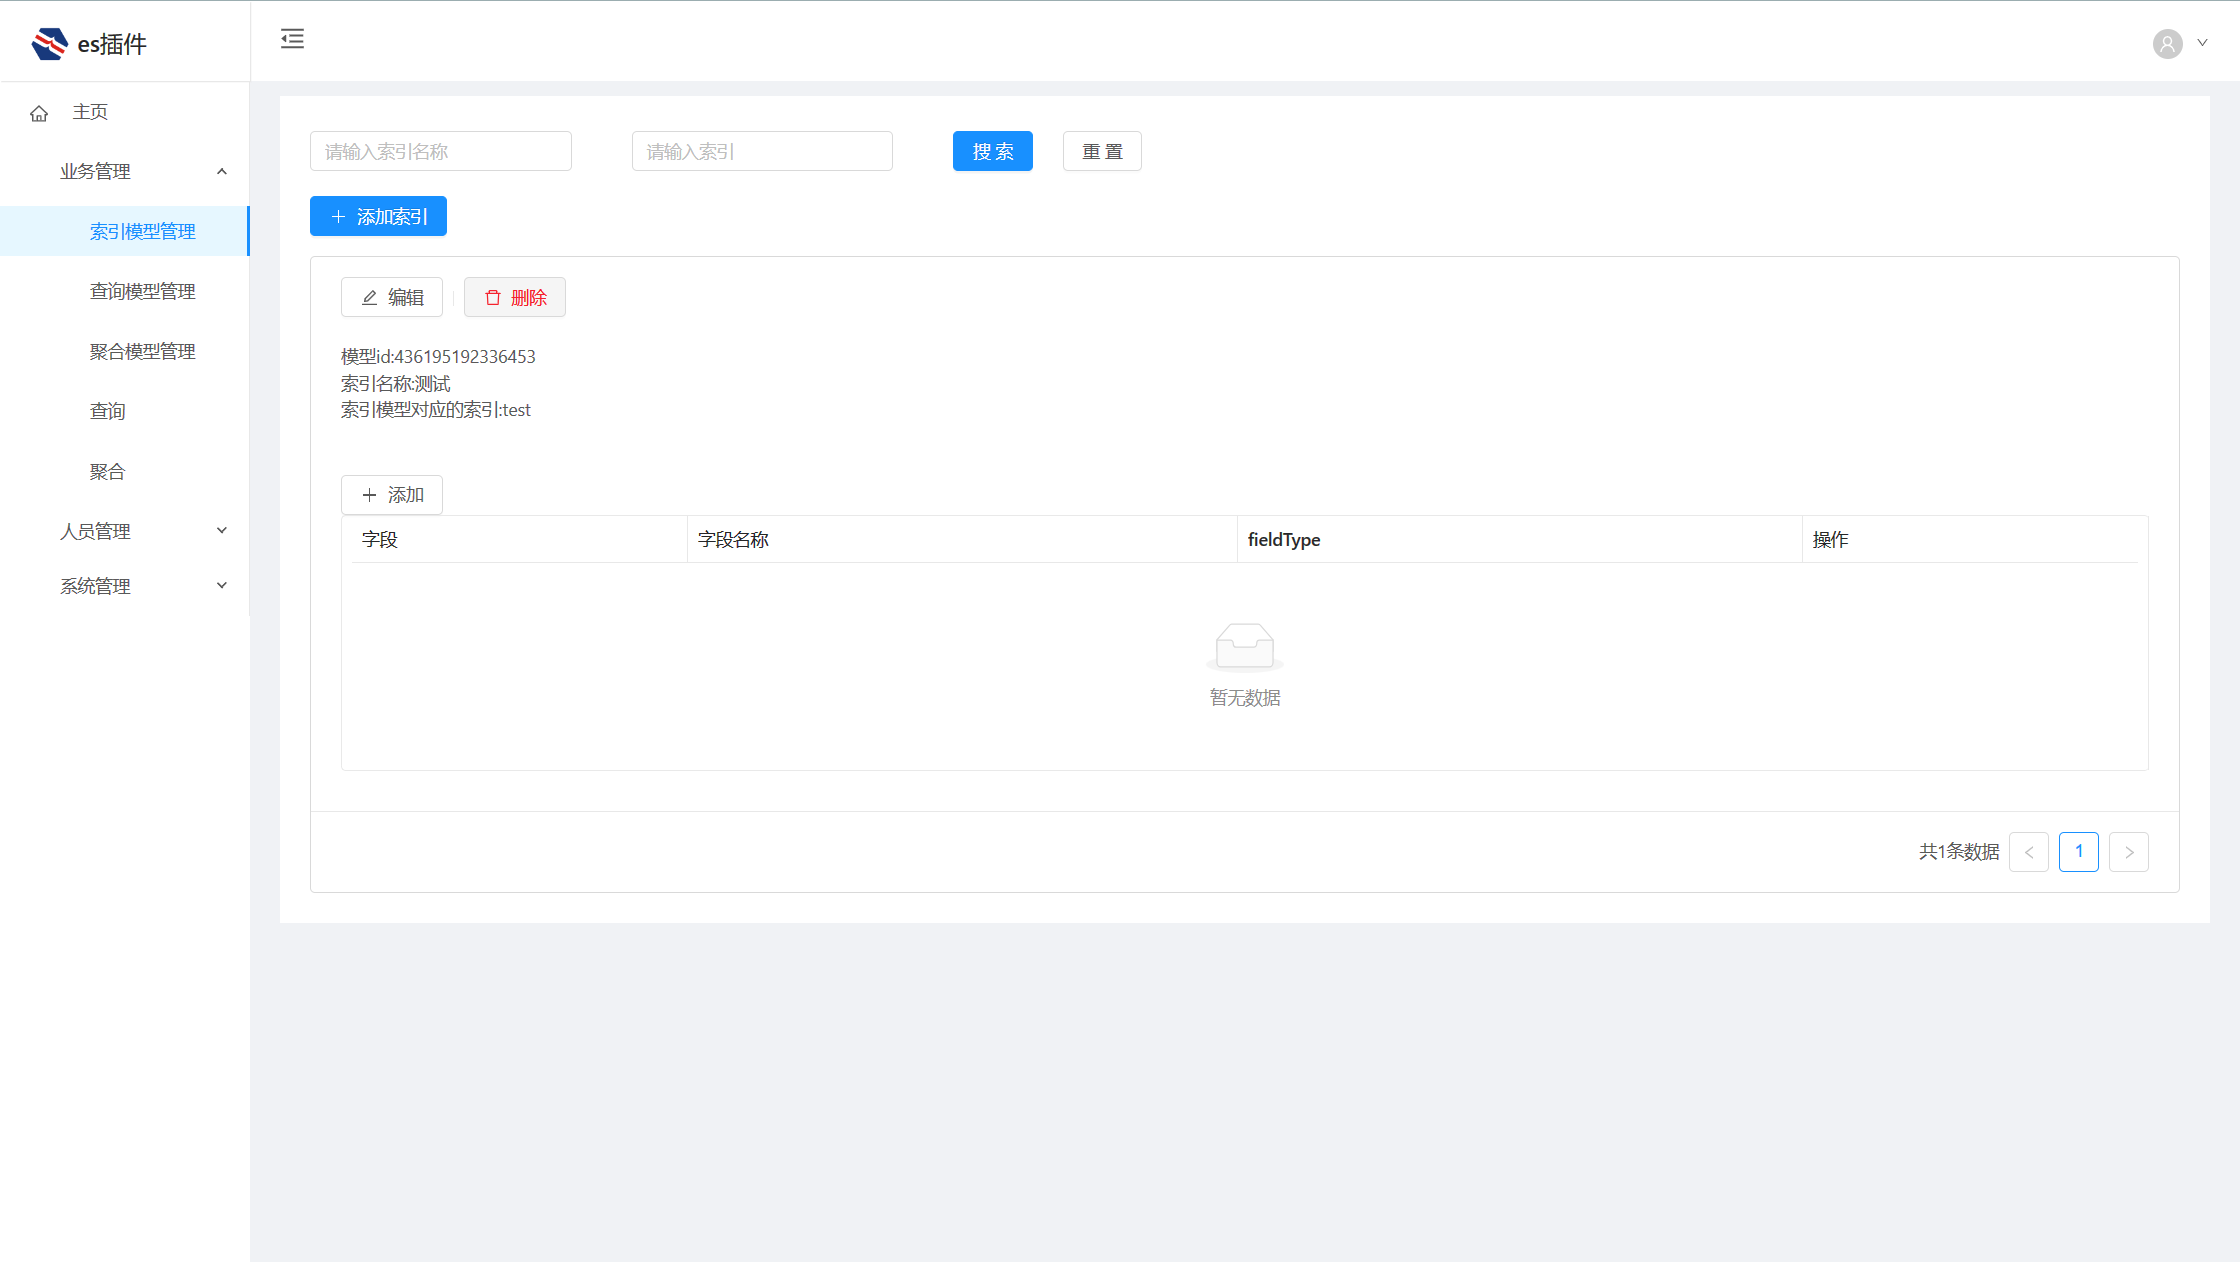 es插件
主页
业务管理
索引模型管理
查询模型管理
聚合模型管理
查询
聚合
人员管理
系统管理
请输入索引名称
请输入索引
搜 索
重 置
添加索引
编辑
删除
模型id:436195192336453
索引名称:测试
索引模型对应的索引:test
添加
字段
字段名称
fieldType
操作
暂无数据
共1条数据
1